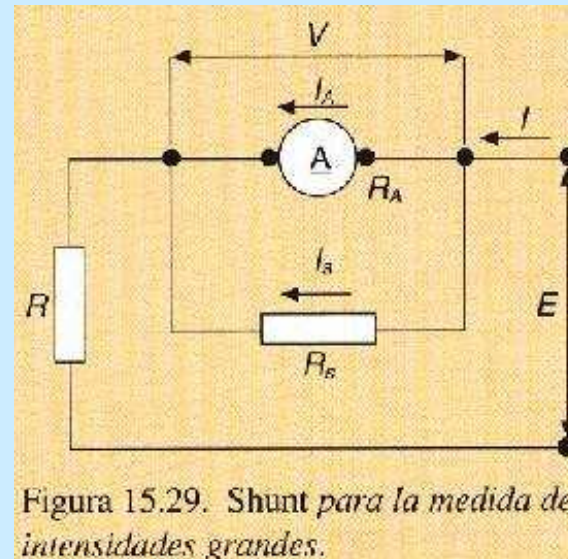 V
I_A
I
A
R_A
I_s
R
E
R_s
Figura 15.29. Shunt para la medida de
intensidades grandes.